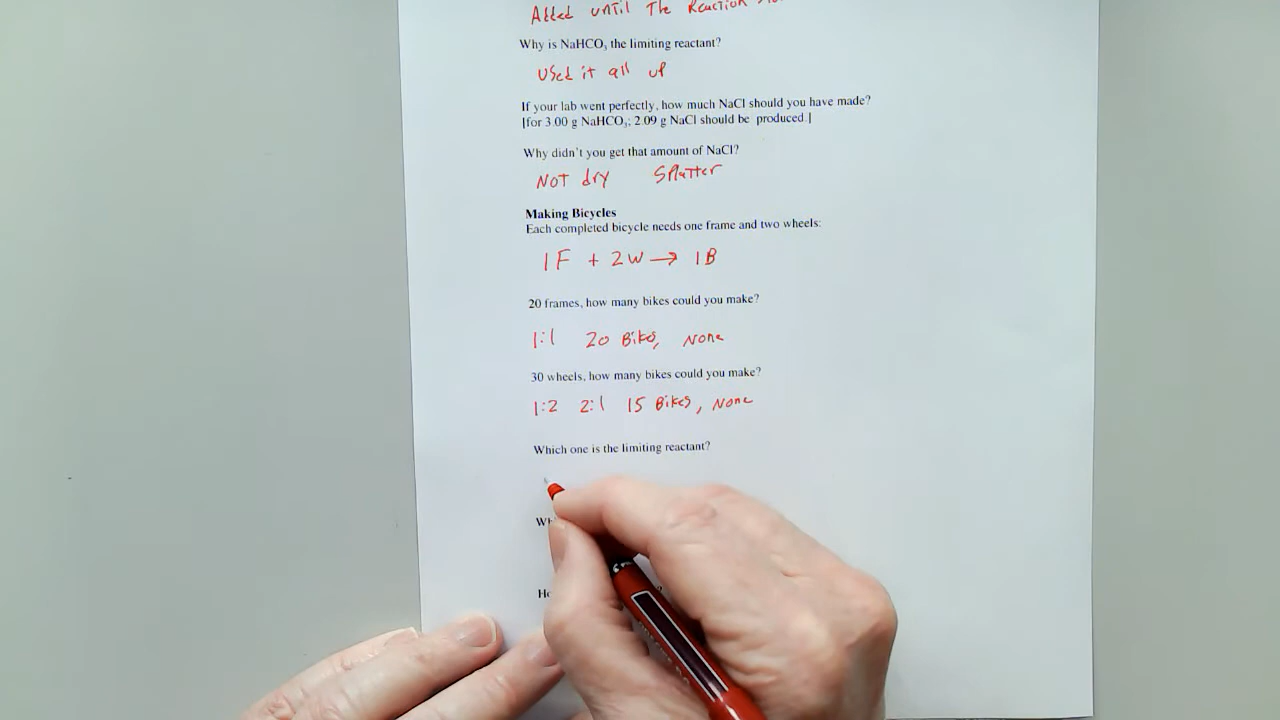 Added until The Reaction
Why is NaHCO3 the limiting reactant?
Used it all up
If your lab went perfectly, how much NaCl should you have made?
[for 3.00 g NaHCO3; 2.09 g NaCl should be produced.]
Why didn't you get that amount of NaCl?
Not dry Splatter
Making Bicycles
Each completed bicycle needs one frame and two wheels:
1F + 2W → 1B
20 frames, how many bikes could you make?
1:1 20 Bikes, None
30 wheels, how many bikes could you make?
1:2 2:1 15 Bikes, None
Which one is the limiting reactant?